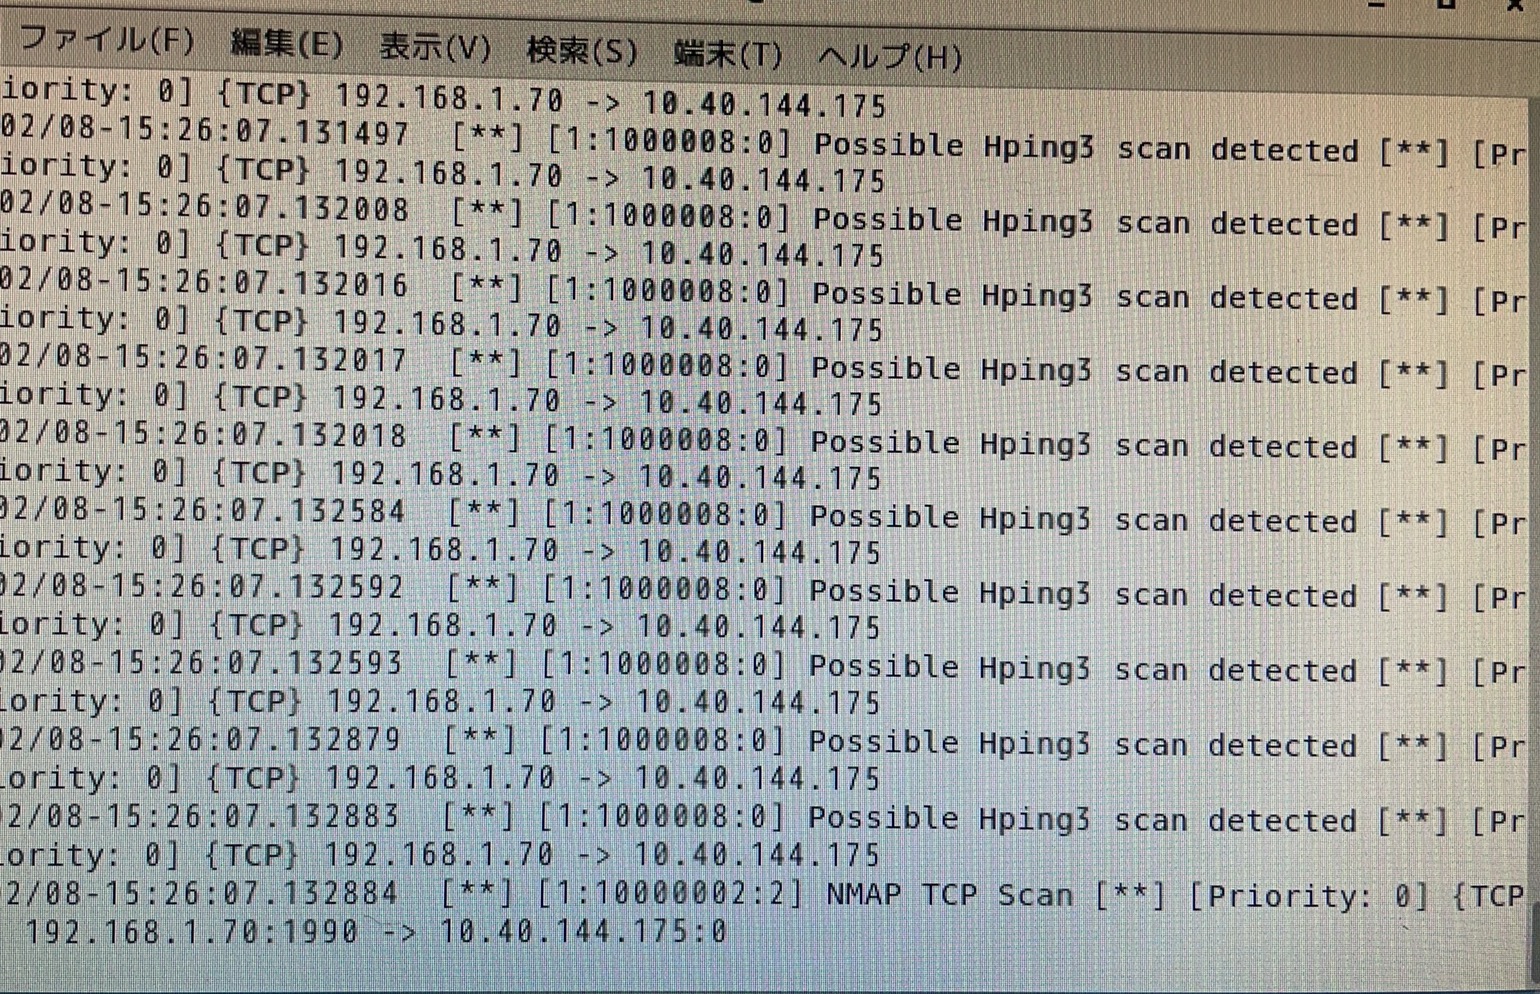 ファイル(F) 編集(E) 表示(V) 検索(S) 端末(T) ヘルプ(H)
iority: 0] {TCP} 192.168.1.70 -> 10.40.144.175
02/08-15:26:07.131497 [**] [1:1000008:0] Possible Hping3 scan detected [**] [Pr
iority: 0] {TCP} 192.168.1.70 -> 10.40.144.175
02/08-15:26:07.132008 [**] [1:1000008:0] Possible Hping3 scan detected [**] [Pr
iority: 0] {TCP} 192.168.1.70 -> 10.40.144.175
02/08-15:26:07.132016 [**] [1:1000008:0] Possible Hping3 scan detected [**] [Pr
iority: 0] {TCP} 192.168.1.70 -> 10.40.144.175
02/08-15:26:07.132017 [**] [1:1000008:0] Possible Hping3 scan detected [**] [Pr
iority: 0] {TCP} 192.168.1.70 -> 10.40.144.175
02/08-15:26:07.132018 [**] [1:1000008:0] Possible Hping3 scan detected [**] [Pr
iority: 0] {TCP} 192.168.1.70 -> 10.40.144.175
02/08-15:26:07.132584 [**] [1:1000008:0] Possible Hping3 scan detected [**] [Pr
iority: 0] {TCP} 192.168.1.70 -> 10.40.144.175
02/08-15:26:07.132592 [**] [1:1000008:0] Possible Hping3 scan detected [**] [Pr
iority: 0] {TCP} 192.168.1.70 -> 10.40.144.175
02/08-15:26:07.132593 [**] [1:1000008:0] Possible Hping3 scan detected [**] [Pr
iority: 0] {TCP} 192.168.1.70 -> 10.40.144.175
02/08-15:26:07.132879 [**] [1:1000008:0] Possible Hping3 scan detected [**] [Pr
iority: 0] {TCP} 192.168.1.70 -> 10.40.144.175
2/08-15:26:07.132883 [**] [1:1000008:0] Possible Hping3 scan detected [**] [Pr
iority: 0] {TCP} 192.168.1.70 -> 10.40.144.175
2/08-15:26:07.132884 [**] [1:10000002:2] NMAP TCP Scan [**] [Priority: 0] {TCP
192.168.1.70:1990 -> 10.40.144.175:0